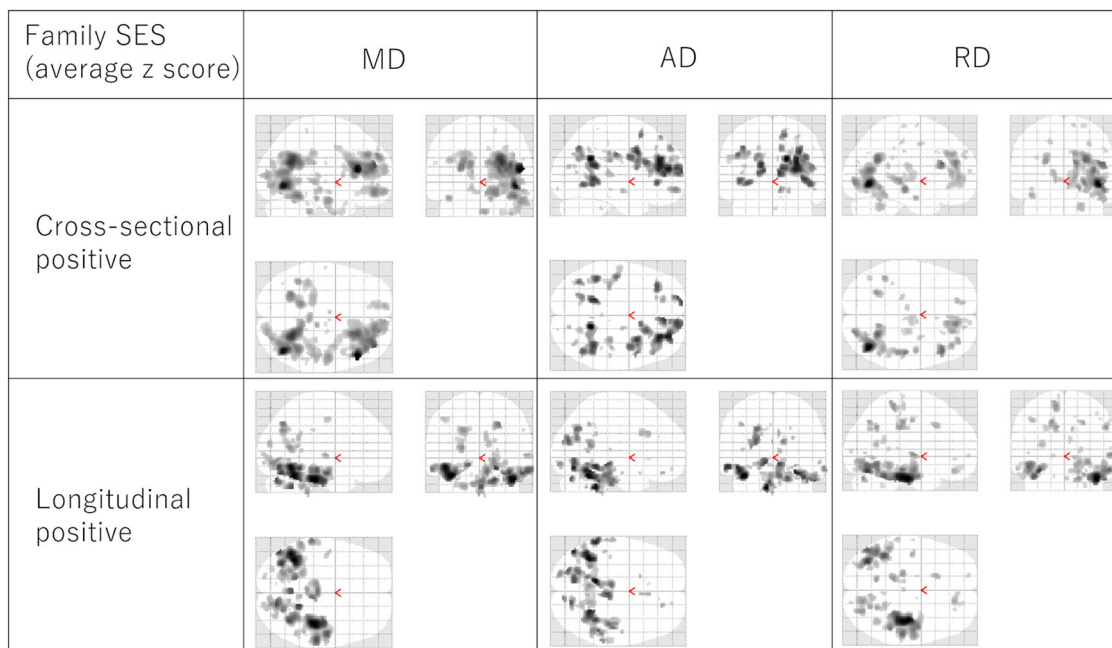 Family SES
(average z score)
MD
AD
RD
Cross-sectional
positive
Longitudinal
positive